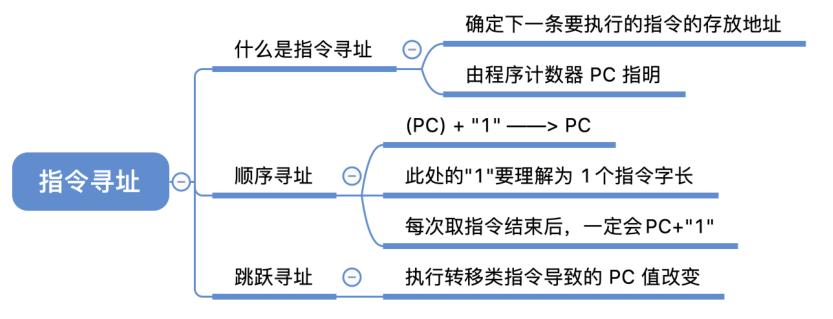 指令寻址
什么是指令寻址
确定下一条要执行的指令的存放地址
由程序计数器 PC 指明
顺序寻址
(PC) + "1" ——> PC
此处的"1"要理解为 1个指令字长
每次取指令结束后，一定会PC+"1"
跳跃寻址
执行转移类指令导致的 PC 值改变